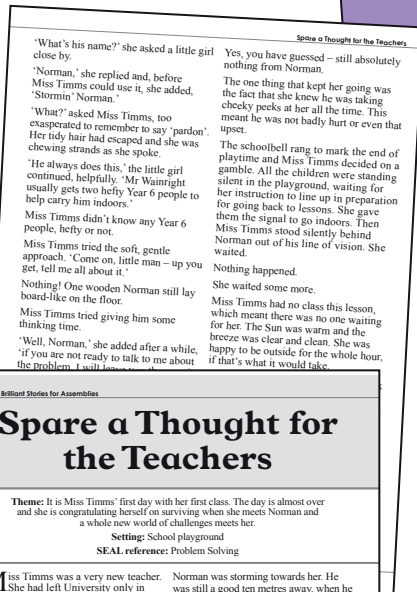 Spare a Thought for the Teachers
‘What’s his name?’ she asked a little girl
close by.
‘Norman,’ she replied and, before
Miss Timms could use it, she added,
‘Stormin’ Norman.’
‘What?’ asked Miss Timms, too
exasperated to remember to say ‘pardon’.
Her tidy hair had escaped and she was
chewing strands as she spoke.
‘He always does this,’ the little girl
continued, helpfully. ‘Mr Wainright
usually gets two hefty Year 6 people to
help carry him indoors.’
Miss Timms didn’t know any Year 6
people, hefty or not.
Miss Timms tried the soft, gentle
approach. ‘Come on, little man – up you
get, tell me all about it.’
Nothing! One wooden Norman still lay
board-like on the floor.
Miss Timms tried giving him some
thinking time.
‘Well, Norman,’ she added after a while,
‘if you are not ready to talk to me about
the problem, I will leave you
Yes, you have guessed – still absolutely
nothing from Norman.
The one thing that kept her going was
the fact that she knew he was taking
cheeky peeks at her all the time. This
meant he was not badly hurt or even that
upset.
The schoolbell rang to mark the end of
playtime and Miss Timms decided on a
gamble. All the children were standing
silent in the playground, waiting for
her instruction to line up in preparation
for going back to lessons. She gave
them the signal to go indoors. Then
Miss Timms stood silently behind
Norman out of his line of vision. She
waited.
Nothing happened.
She waited some more.
Miss Timms had no class this lesson,
which meant there was no one waiting
for her. The Sun was warm and the
breeze was clear and clean. She was
happy to be outside for the whole hour,
if that’s what it would take.
Brilliant Stories for Assemblies
Spare a Thought for
the Teachers
Theme: It is Miss Timms’ first day with her first class. The day is almost over
and she is congratulating herself on surviving when she meets Norman and
a whole new world of challenges meets her.
Setting: School playground
SEAL reference: Problem Solving
Miss Timms was a very new teacher.
She had left University only in
Norman was storming towards her. He
was still a good ten metres away, when he